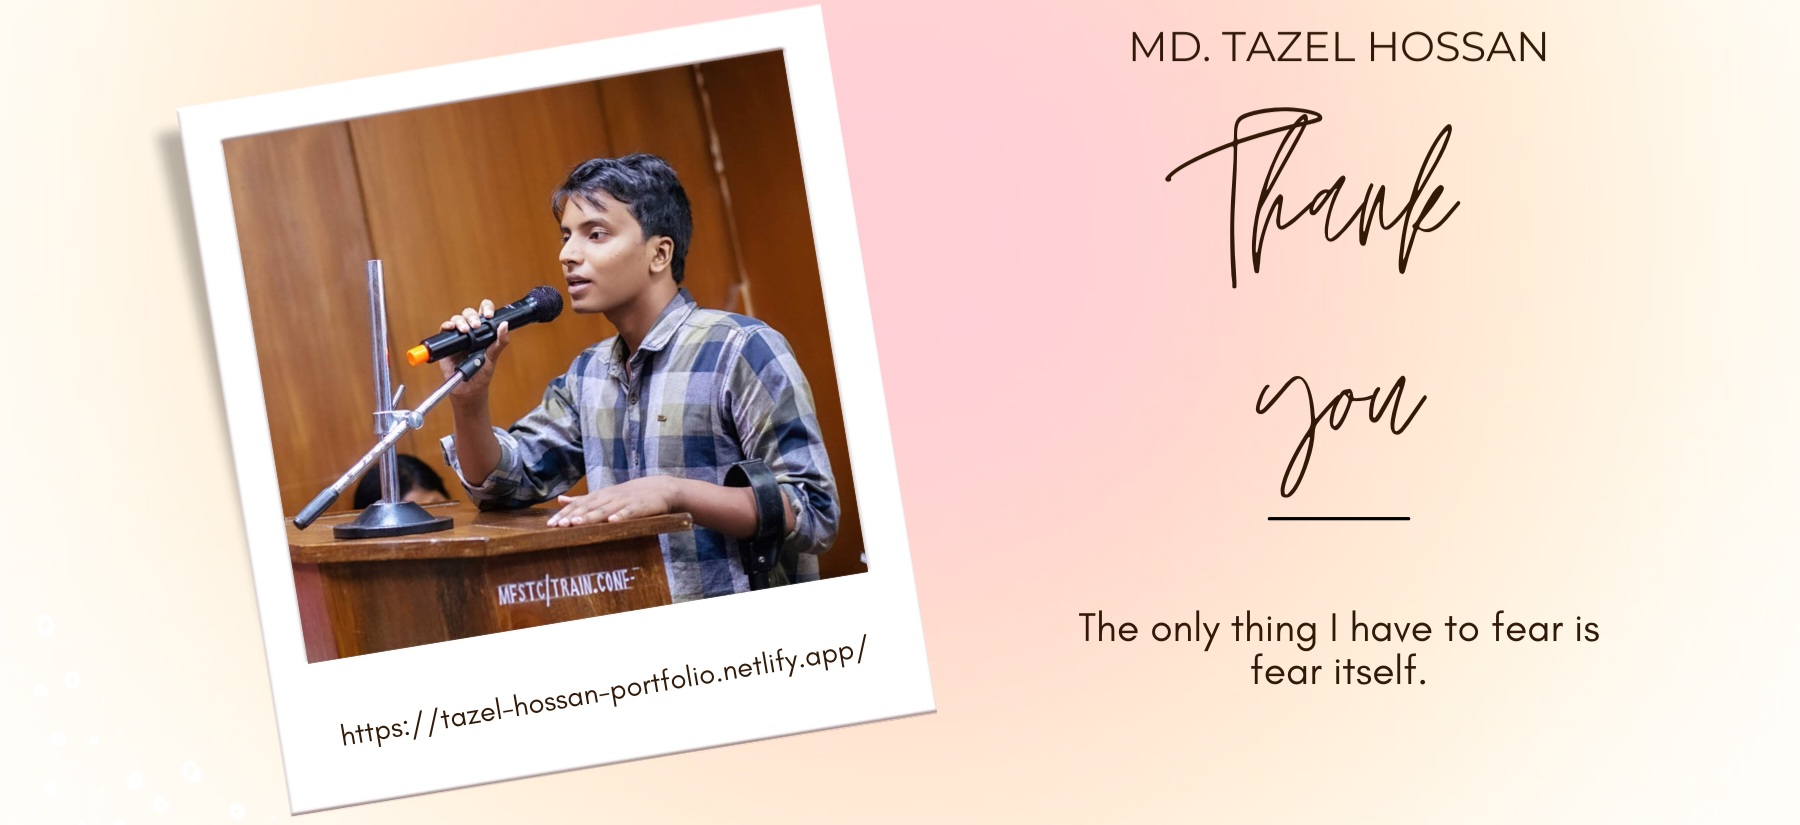 MD. TAZEL HOSSAN
Thank
you
The only thing I have to fear is
fear itself.
MFSTC/TRAIN.CONF-
https://tazel-hossan-portfolio.netlify.app/